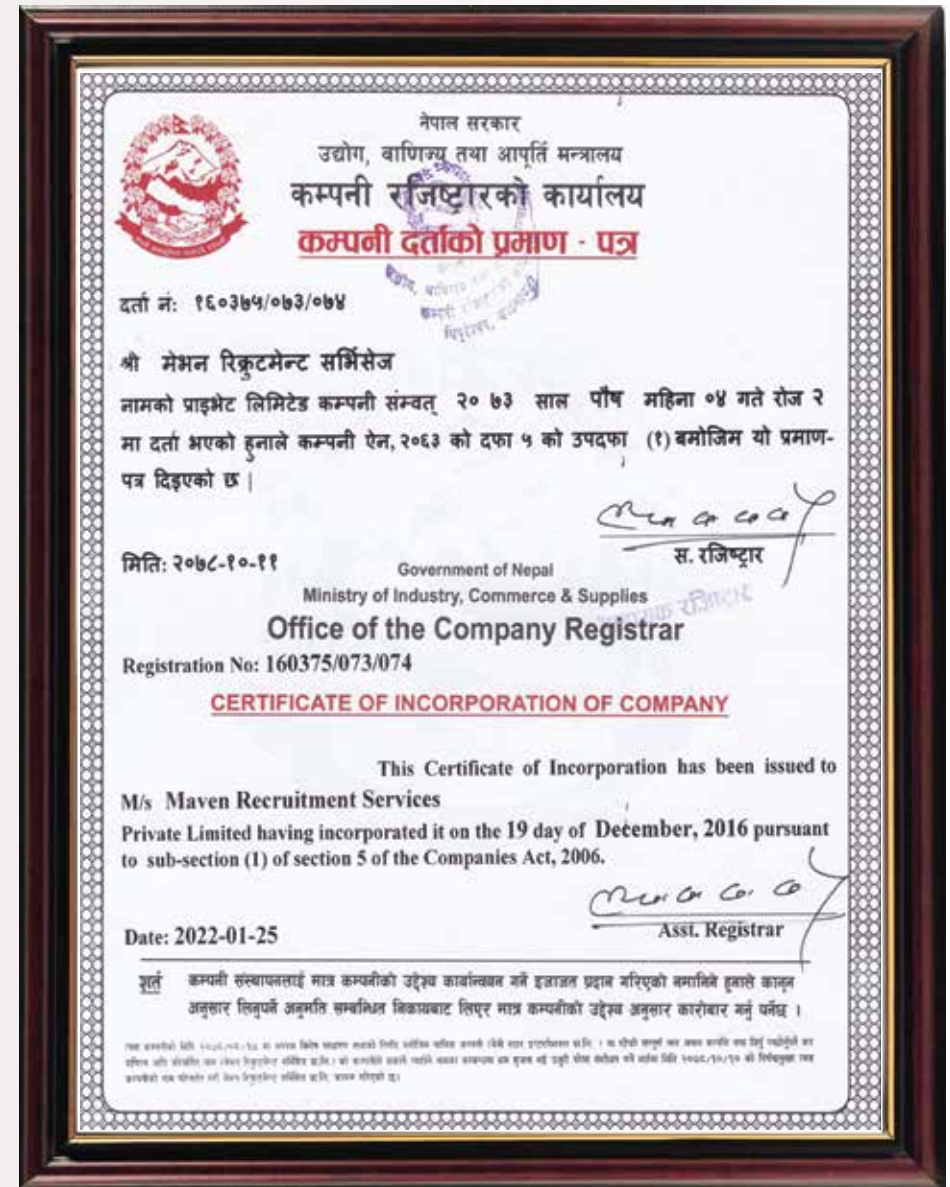 नेपाल सरकार
उद्योग, वाणिज्य तथा आपूर्ति मन्त्रालय
कम्पनी रजिष्ट्रारको कार्यालय
कम्पनी दर्ताको प्रमाण - पत्र
दर्ता नं: १६०३७५/०७३/०७४
श्री मेभन रिक्रुटमेन्ट सर्भिसेज
नामको प्राइभेट लिमिटेड कम्पनी संम्वत् २० ७३ साल पौष महिना ०४ गते रोज २
मा दर्ता भएको हुनाले कम्पनी ऐन, २०६३ को दफा ५ को उपदफा (१) बमोजिम यो प्रमाण-
पत्र दिइएको छ |
स. रजिष्ट्रार
मिति: २०७८-१०-११
Government of Nepal
Ministry of Industry, Commerce & Supplies
Office of the Company Registrar
Registration No: 160375/073/074
CERTIFICATE OF INCORPORATION OF COMPANY
This Certificate of Incorporation has been issued to
M/s Maven Recruitment Services
Private Limited having incorporated it on the 19 day of December, 2016 pursuant
to sub-section (1) of section 5 of the Companies Act, 2006.
Asst. Registrar
Date: 2022-01-25
शर्त कम्पनी संस्थापनलाई मात्र कम्पनीको उद्देश्य कार्यान्वयन गर्ने इजाजत प्रदान गरिएको नमानिने हुनाले कानून
अनुसार लिनुपर्ने अनुमति सम्बन्धित निकायबाट लिएर मात्र कम्पनीको उद्देश्य अनुसार कारोबार गर्नु पर्नेछ ।